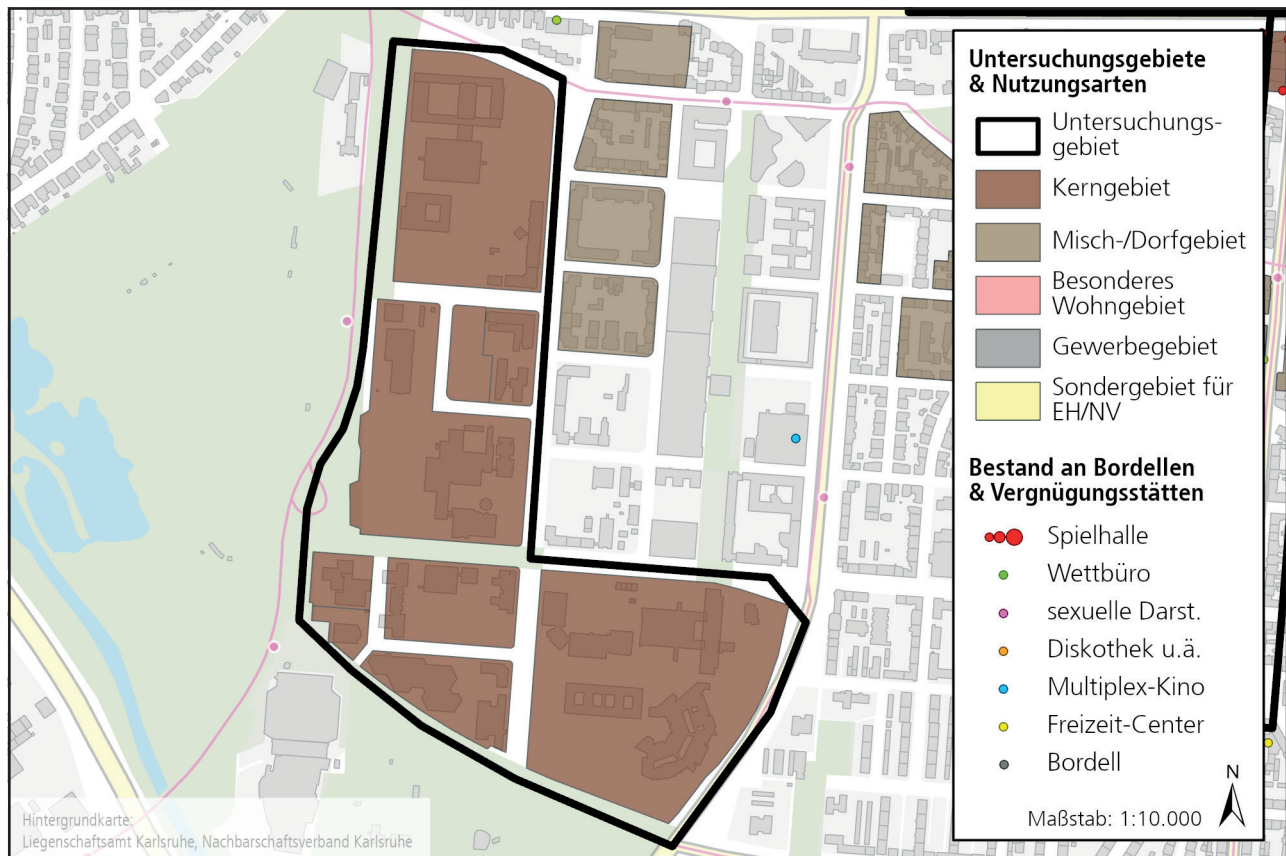 Untersuchungsgebiete
& Nutzungsarten
Untersuchungs-
gebiet
Kerngebiet
Misch-/Dorfgebiet
Besonderes
Wohngebiet
Gewerbegebiet
Sondergebiet für
EH/NV
Bestand an Bordellen
& Vergnügungsstätten
Spielhalle
Wettbüro
sexuelle Darst.
Diskothek u.ä.
Multiplex-Kino
Freizeit-Center
Bordell
N
Maßstab: 1:10.000
Hintergrundkarte:
Liegenschaftsamt Karlsruhe, Nachbarschaftsverband Karlsruhe